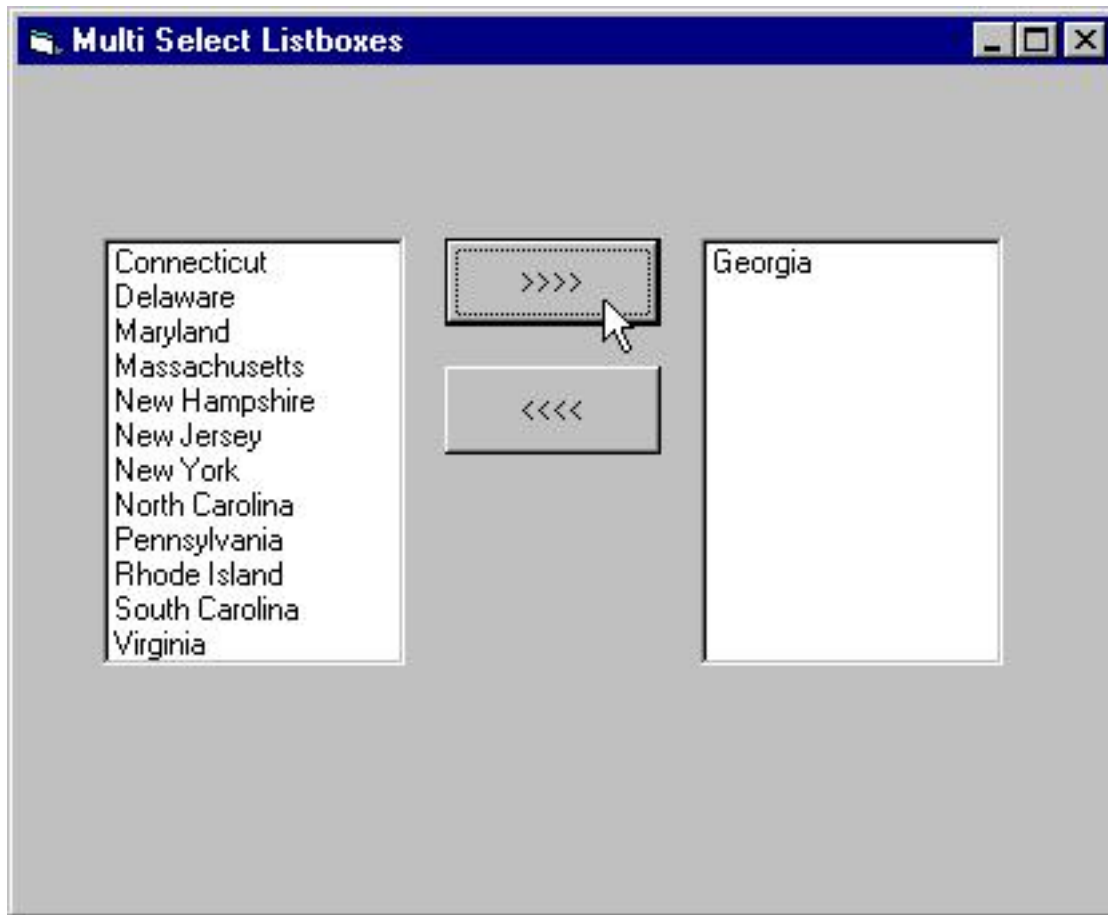 Multi Select Listboxes
Connecticut
Delaware
Maryland
Massachusetts
New Hampshire
New Jersey
New York
North Carolina
Pennsylvania
Rhode Island
South Carolina
Virginia
>>>>
<<<<
Georgia